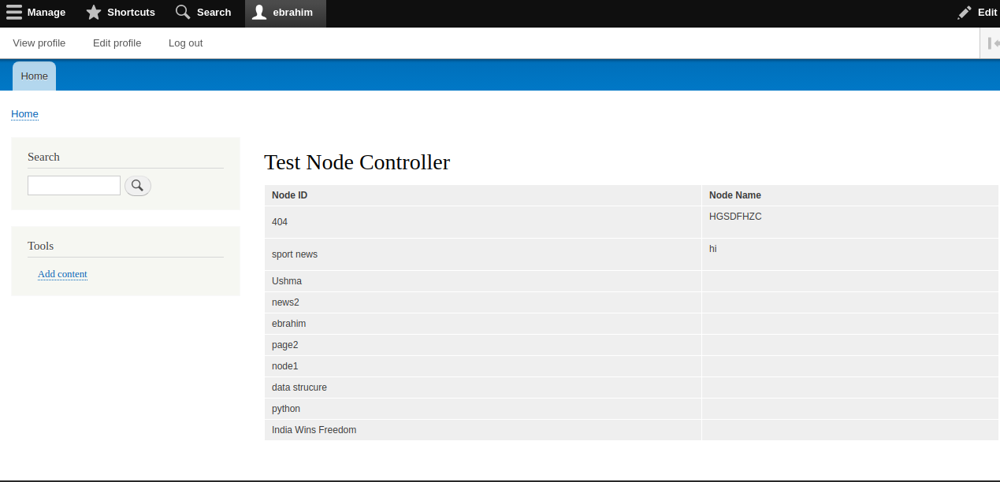 Manage Shortcuts Search ebrahim Edit
View profile Edit profile Log out
Home
Home
Search
Tools
Add content
Test Node Controller
Node ID Node Name
404 HGSDFHZC
sport news hi
Ushma
news2
ebrahim
page2
node1
data strucure
python
India Wins Freedom